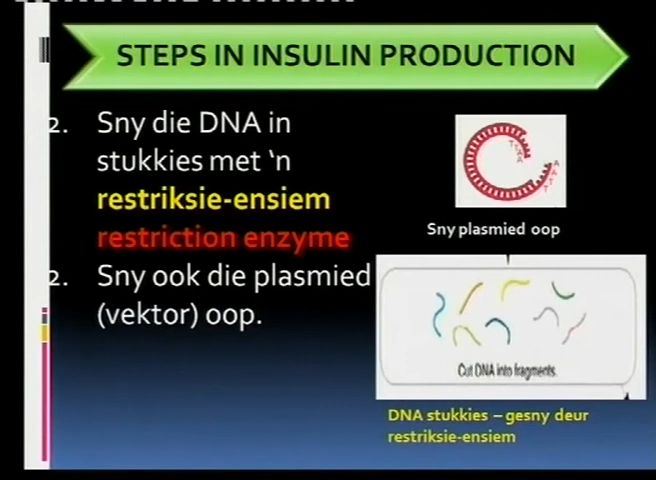 STEPS IN INSULIN PRODUCTION
2. Sny die DNA in
stukkies met ‘n
restriksie-ensiem
restriction enzyme
2. Sny ook die plasmied
(vektor) oop.
Sny plasmied oop
Cut DNA into fragments.
DNA stukkies – gesny deur
restriksie-ensiem